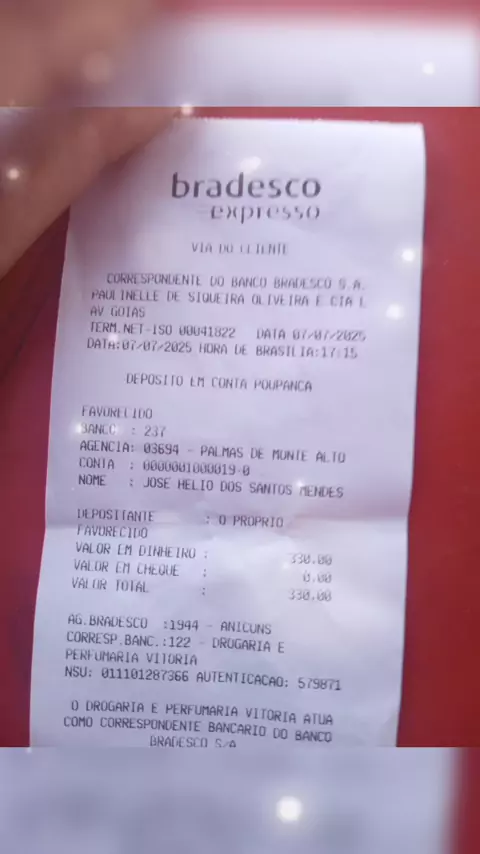 bradesco
expresso
VIA DO CLIENTE
CORRESPONDENTE DO BANCO BRADESCO S.A.
PAULINELLE DE SIQUEIRA OLIVEIRA E CIA L
AV GOIAS
TERM.NET-ISO 00041822 DATA 07/07/2025
DATA:07/07/2025 HORA DE BRASILIA:17:15
DEPOSITO EM CONTA POUPANCA
FAVORECIDO
BANCO : 237
AGENCIA: 03694 - PALMAS DE MONTE ALTO
CONTA : 0000001000019-0
NOME : JOSE HELIO DOS SANTOS MENDES
DEPOSITANTE : O PROPRIO
FAVORECIDO
VALOR EM DINHEIRO : 330.00
VALOR EM CHEQUE : 0.00
VALOR TOTAL : 330.00
AG.BRADESCO :1944 - ANICUNS
CORRESP.BANC.:122 - DROGARIA E
PERFUMARIA VITORIA
NSU: 011101287366 AUTENTICACAO: 579871
O DROGARIA E PERFUMARIA VITORIA ATUA
COMO CORRESPONDENTE BANCARIO DO BANCO
BRADESCO S/A